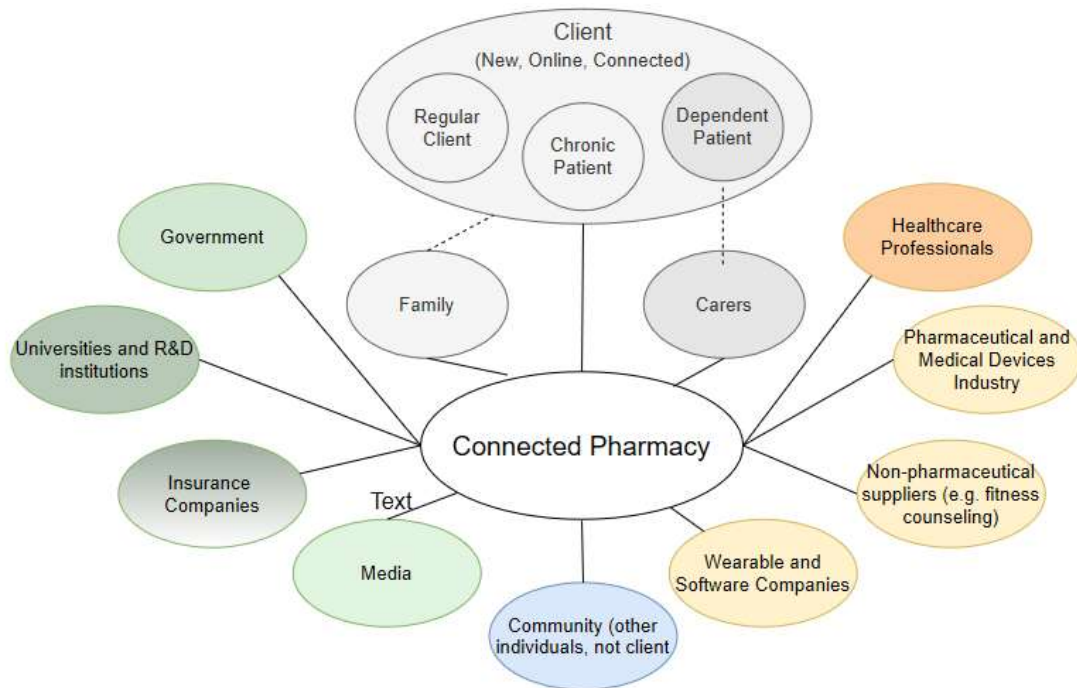 Client
(New, Online, Connected)
Regular
Client
Chronic
Patient
Dependent
Patient
Government
Healthcare
Professionals
Family
Carers
Universities and R&D
institutions
Pharmaceutical and
Medical Devices
Industry
Connected Pharmacy
Insurance
Companies
Text
Non-pharmaceutical
suppliers (e.g. fitness
counseling)
Media
Wearable and
Software Companies
Community (other
individuals, not client